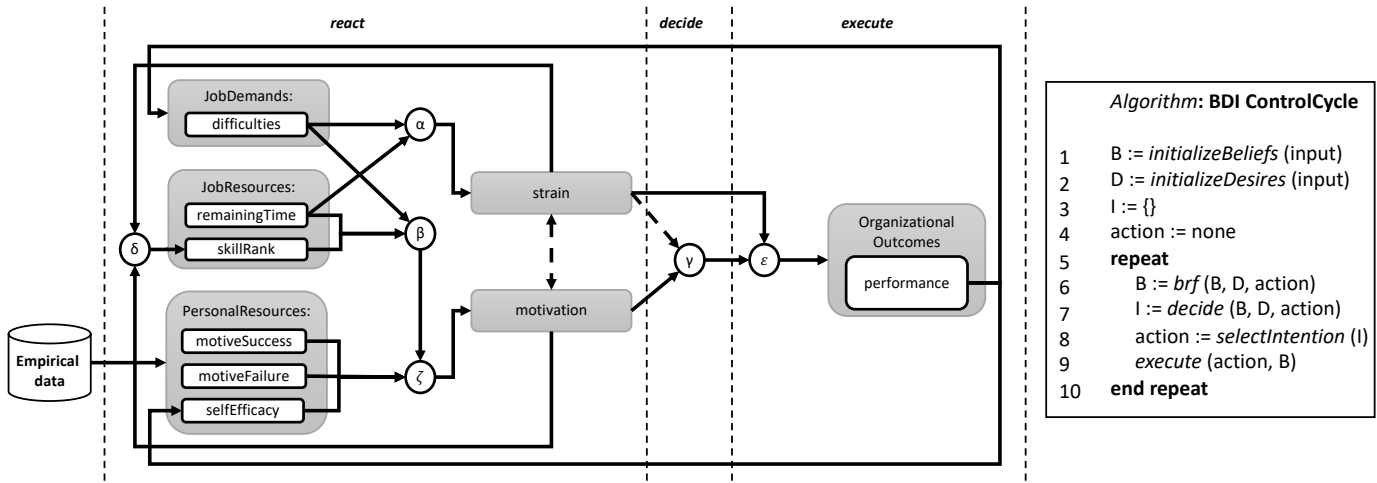 react
decide
execute
JobDemands:
difficulties
α
JobResources:
remainingTime
skillRank
δ
β
strain
motivation
γ
ε
Organizational
Outcomes
performance
PersonalResources:
motiveSuccess
motiveFailure
selfEfficacy
ζ
Empirical
data
Algorithm: BDI ControlCycle
1 B := initializeBeliefs (input)
2 D := initializeDesires (input)
3 I := {}
4 action := none
5 repeat
6 B := brf (B, D, action)
7 I := decide (B, D, action)
8 action := selectIntention (I)
9 execute (action, B)
10 end repeat